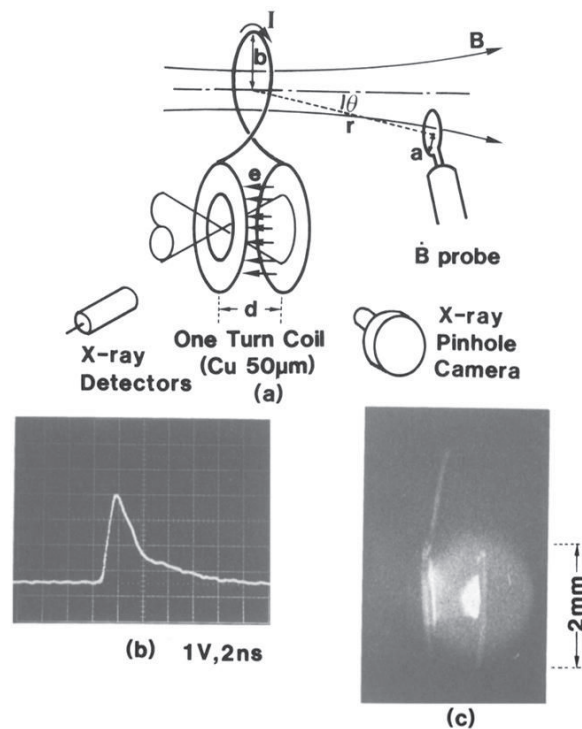 I
b
B
θ
r
a
e
Ḃ probe
d
X-ray
Detectors
One Turn Coil
(Cu 50μm)
(a)
X-ray
Pinhole
Camera
(b) 1V,2ns
2mm
(c)